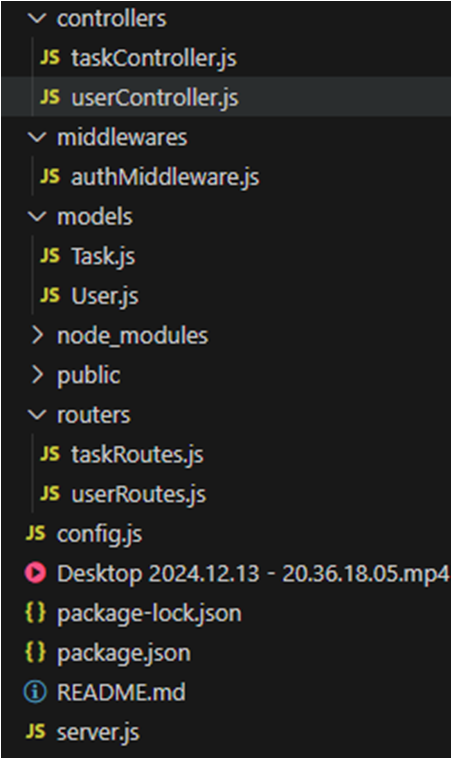 controllers
JS taskController.js
JS userController.js
middlewares
JS authMiddleware.js
models
JS Task.js
JS User.js
node_modules
public
routers
JS taskRoutes.js
JS userRoutes.js
JS config.js
Desktop 2024.12.13 - 20.36.18.05.mp4
{} package-lock.json
{} package.json
README.md
JS server.js